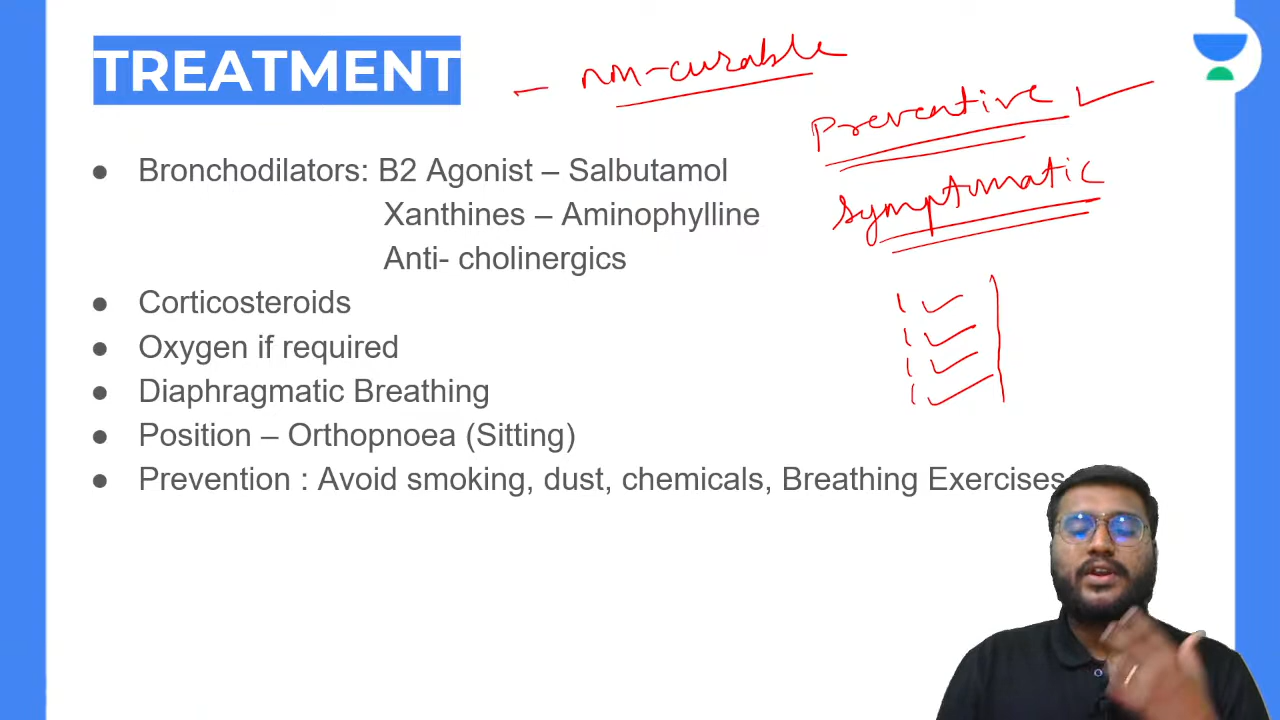 TREATMENT
- non-curable
Preventive ✓
Symptomatic
● Bronchodilators: B2 Agonist – Salbutamol
Xanthines – Aminophylline
Anti- cholinergics
● Corticosteroids
● Oxygen if required
● Diaphragmatic Breathing
● Position – Orthopnoea (Sitting)
● Prevention : Avoid smoking, dust, chemicals, Breathing Exercises